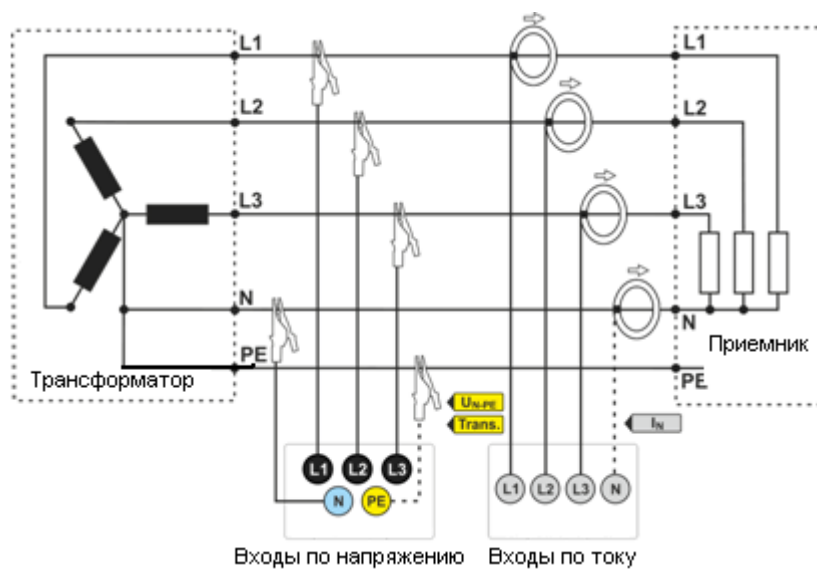 L1
L1
L2
L2
L3
L3
N
N
PE
PE
Трансформатор
Приемник
UN-PE
Trans.
IN
L1
L2
L3
N
PE
L1
L2
L3
N
Входы по напряжению
Входы по току